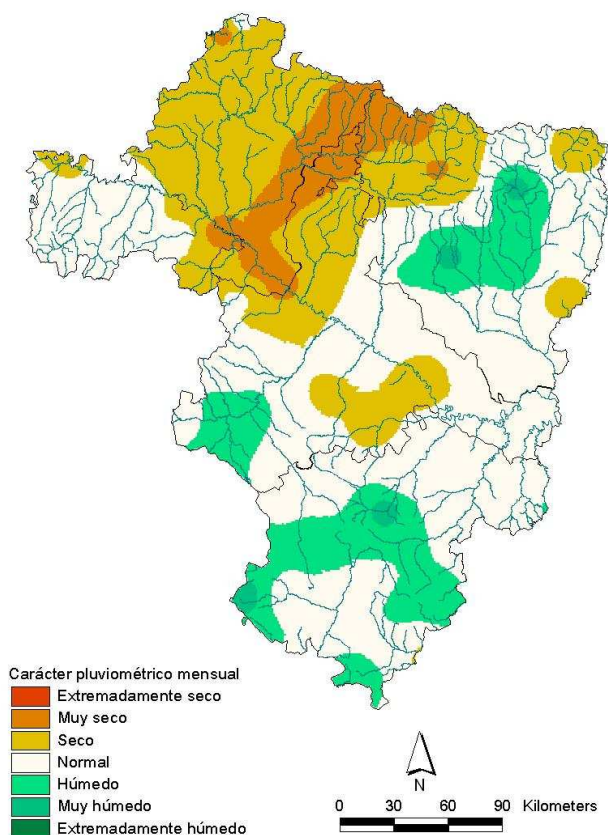 Carácter pluviométrico mensual
Extremadamente seco
Muy seco
Seco
Normal
Húmedo
Muy húmedo
Extremadamente húmedo
N
0 30 60 90 Kilometers